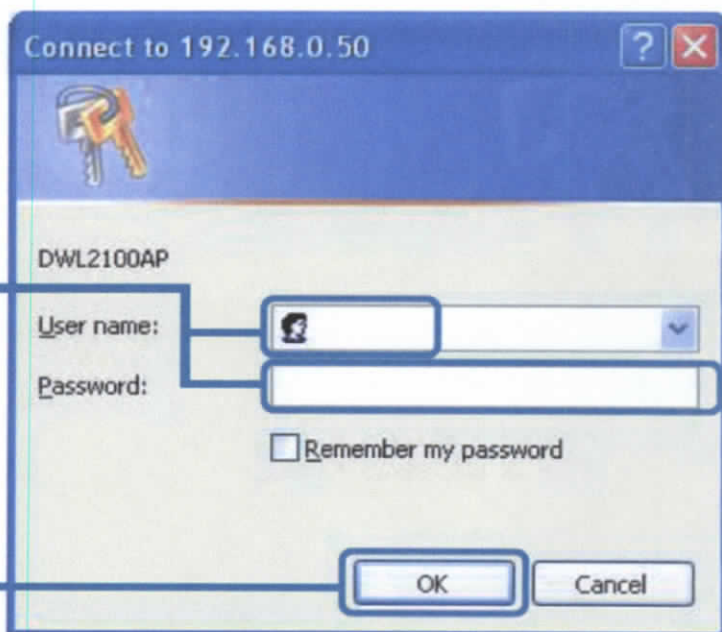 Connect to 192.168.0.50
DWL2100AP
User name:
Password:
Remember my password
OK
Cancel